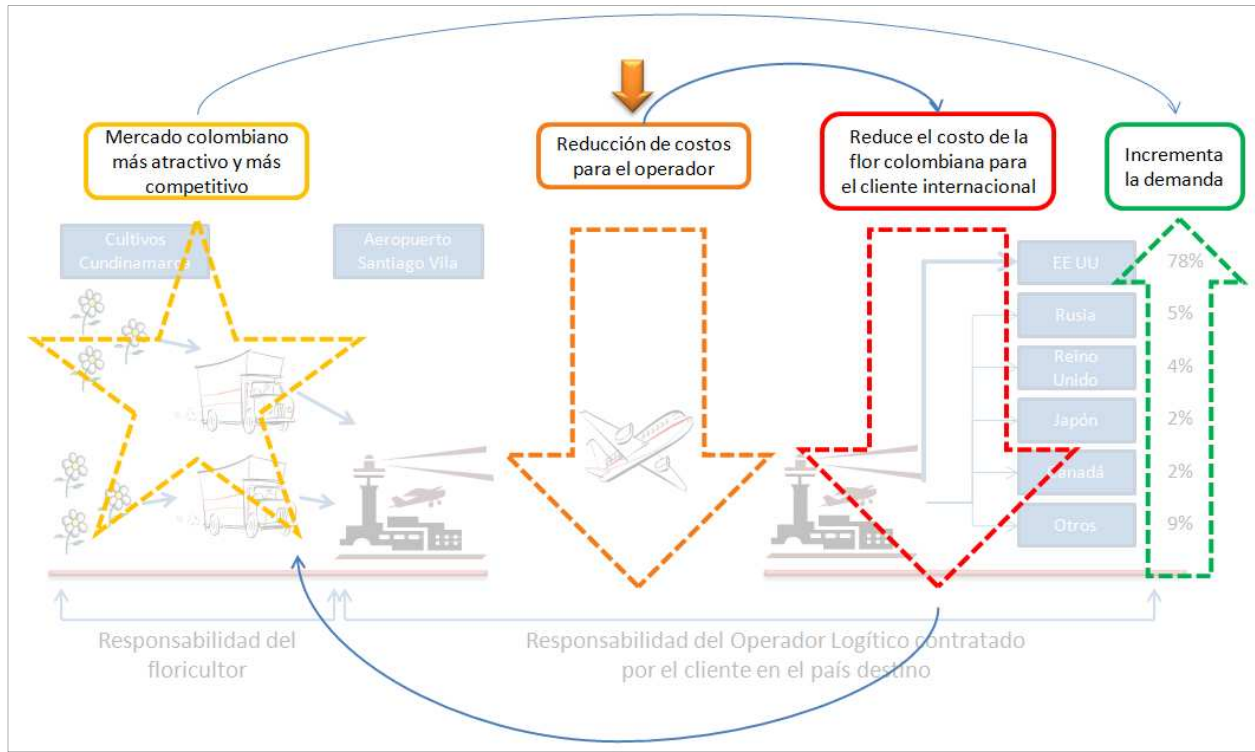 Mercado colombiano
más atractivo y más
competitivo
Reducción de costos
para el operador
Reduce el costo de la
flor colombiana para
el cliente internacional
Incrementa
la demanda
Cultivos
Cundinamarca
Aeropuerto
Santiago Vila
EE UU
78%
Rusia
5%
Reino
Unido
4%
Japón
2%
Canadá
2%
Otros
9%
Responsabilidad del
floricultor
Responsabilidad del Operador Logítico contratado
por el cliente en el país destino